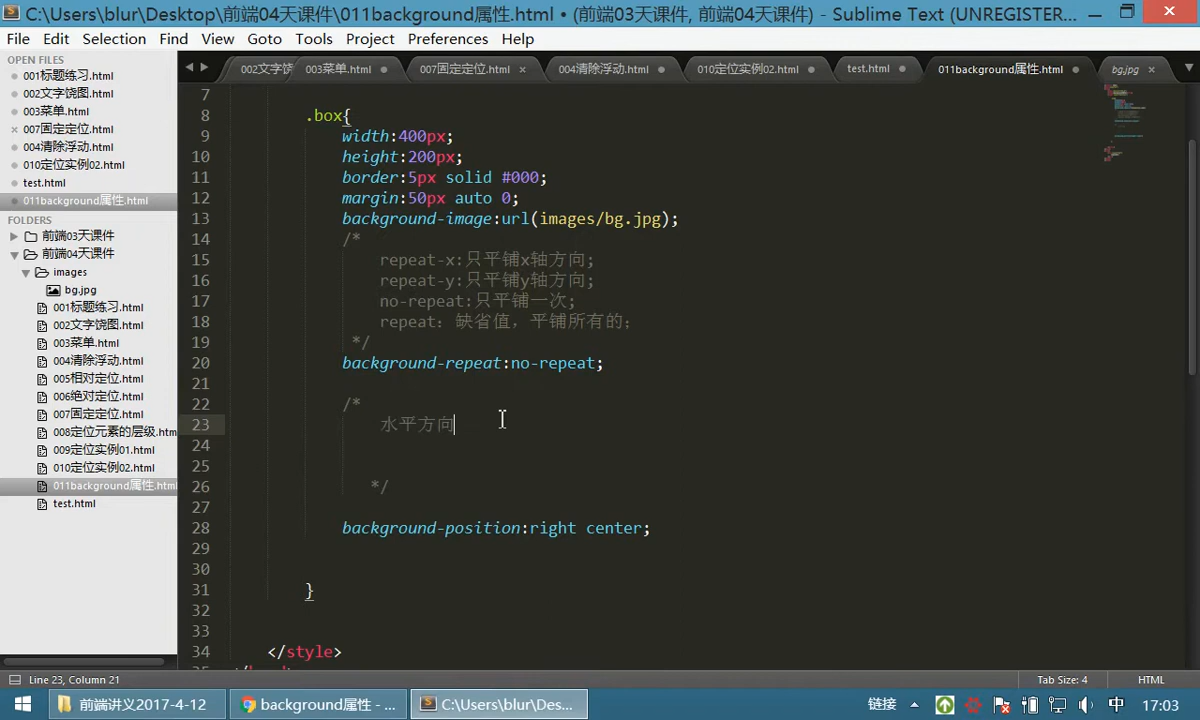 C:\Users\blur\Desktop\前端04天课件\011background属性.html • (前端03天课件, 前端04天课件) - Sublime Text (UNREGISTER...
File Edit Selection Find View Goto Tools Project Preferences Help
OPEN FILES
001标题练习.html
002文字饶图.html
003菜单.html
007固定定位.html
004清除浮动.html
010定位实例02.html
test.html
011background属性.html
FOLDERS
前端03天课件
前端04天课件
images
bg.jpg
001标题练习.html
002文字饶图.html
003菜单.html
004清除浮动.html
005相对定位.html
006绝对定位.html
007固定定位.html
008定位元素的层级.htm
009定位实例01.html
010定位实例02.html
011background属性.html
test.html
002文字饶 003菜单.html 007固定定位.html 004清除浮动.html 010定位实例02.html test.html 011background属性.html bg.jpg
7
8 .box{
9 width:400px;
10 height:200px;
11 border:5px solid #000;
12 margin:50px auto 0;
13 background-image:url(images/bg.jpg);
14 /*
15 repeat-x:只平铺x轴方向;
16 repeat-y:只平铺y轴方向;
17 no-repeat:只平铺一次;
18 repeat: 缺省值，平铺所有的;
19 */
20 background-repeat:no-repeat;
21
22 /*
23 水平方向
24
25
26 */
27
28 background-position:right center;
29
30
31 }
32
33
34 </style>
Line 23, Column 21 Tab Size: 4 HTML
前端讲义2017-4-12 background属性 - ... C:\Users\blur\Des... 链接 中 17:03